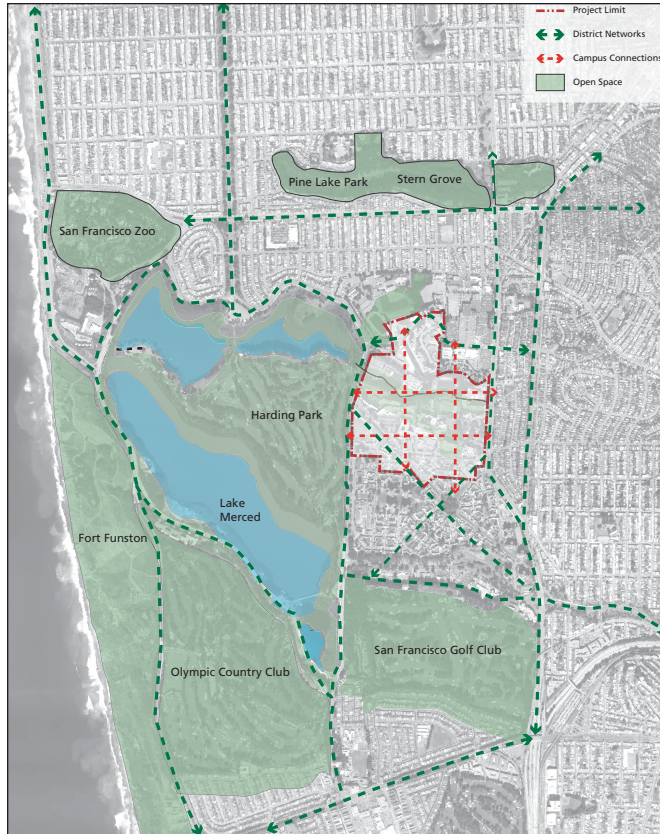 Project Limit
District Networks
Campus Connections
Open Space
Pine Lake Park
Stern Grove
San Francisco Zoo
Harding Park
Lake
Merced
Fort Funston
San Francisco Golf Club
Olympic Country Club